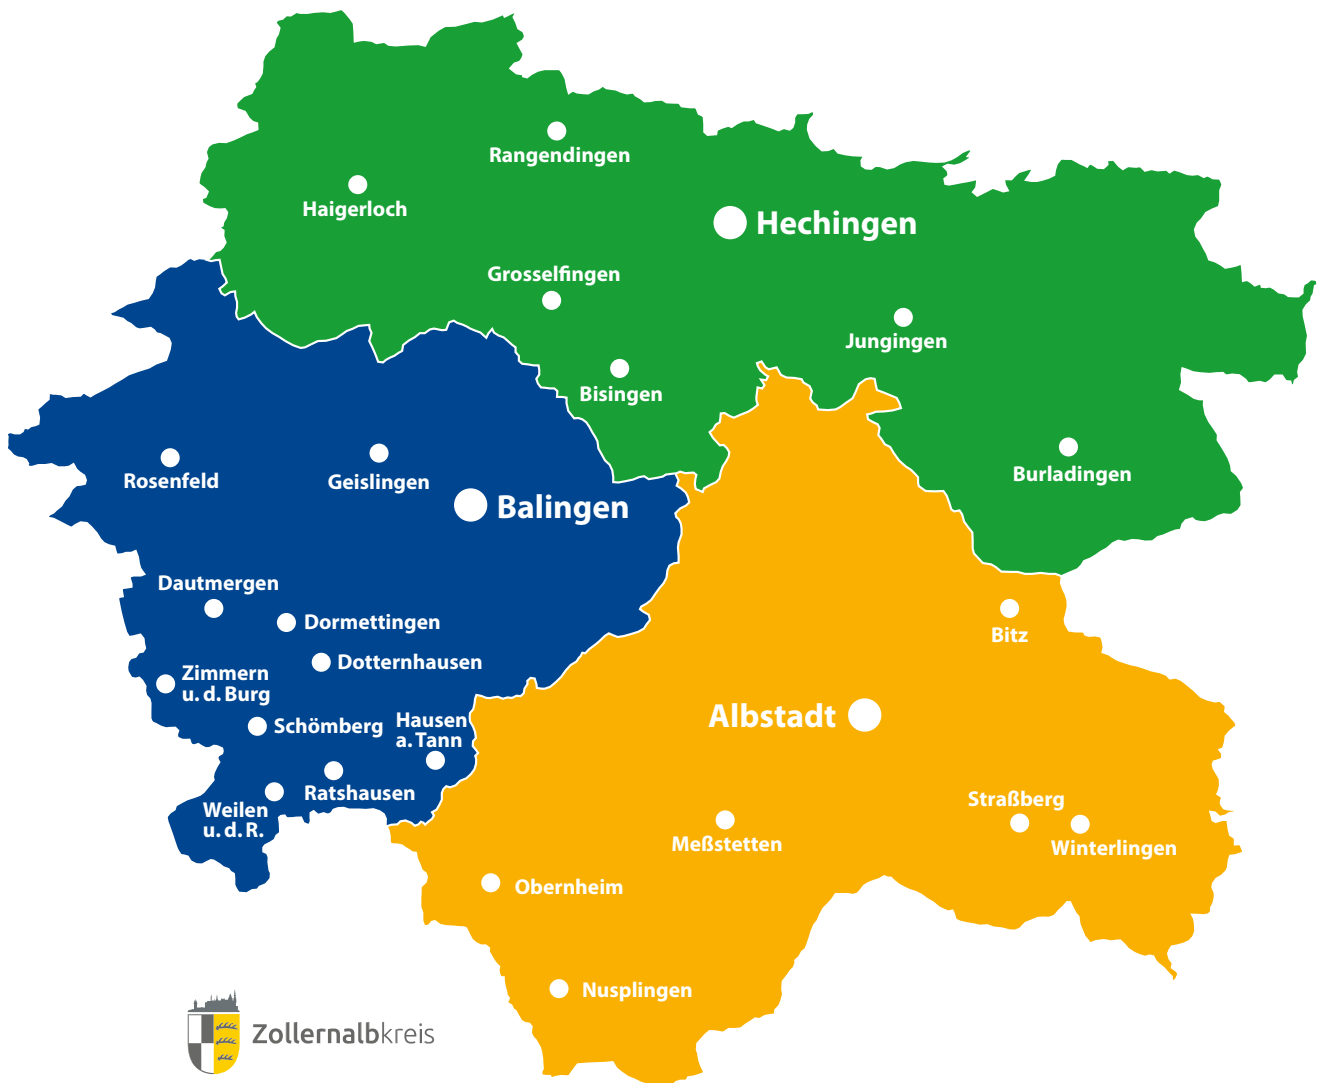 Rangendingen
Haigerloch
Hechingen
Grosselfingen
Jungingen
Bisingen
Burladingen
Rosenfeld
Geislingen
Balingen
Dautmergen
Dormettingen
Bitz
Dotternhausen
Zimmern
u. d. Burg
Albstadt
Schömberg
Hausen
a. Tann
Ratshausen
Straßberg
Weilen
u. d. R.
Meßstetten
Winterlingen
Obernheim
Nusplingen
Zollernalbkreis